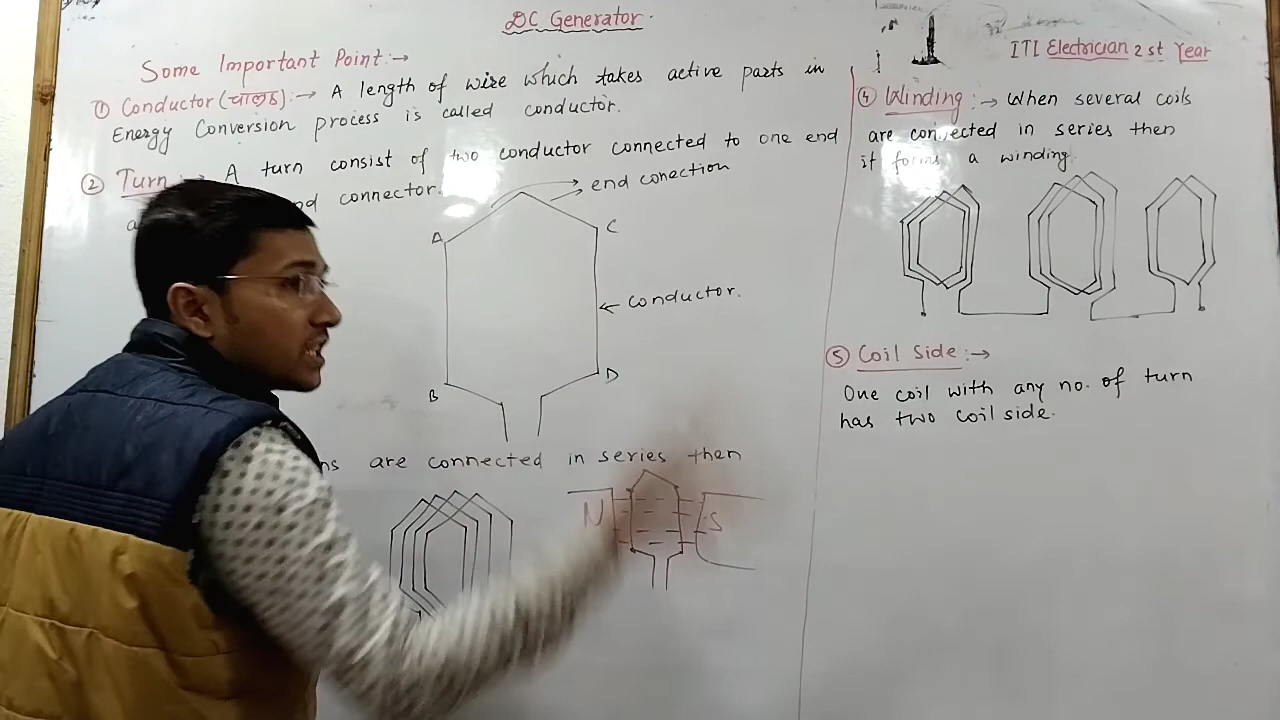 DC Generator.
ITI Electrician 2 st Year
Some Important Point :→
① Conductor (चालक) :→ A length of wire which takes active parts in
Energy Conversion process is called conductor.
② Turn :→ A turn consist of two conductor connected to one end
connector.
end conection
A
C
← Conductor.
B
D
are connected in series then
N
S
④ Winding :→ When several coils
are connected in series then
it forms a winding.
⑤ Coil Side :→
One coil with any no. of turn
has two coil side.